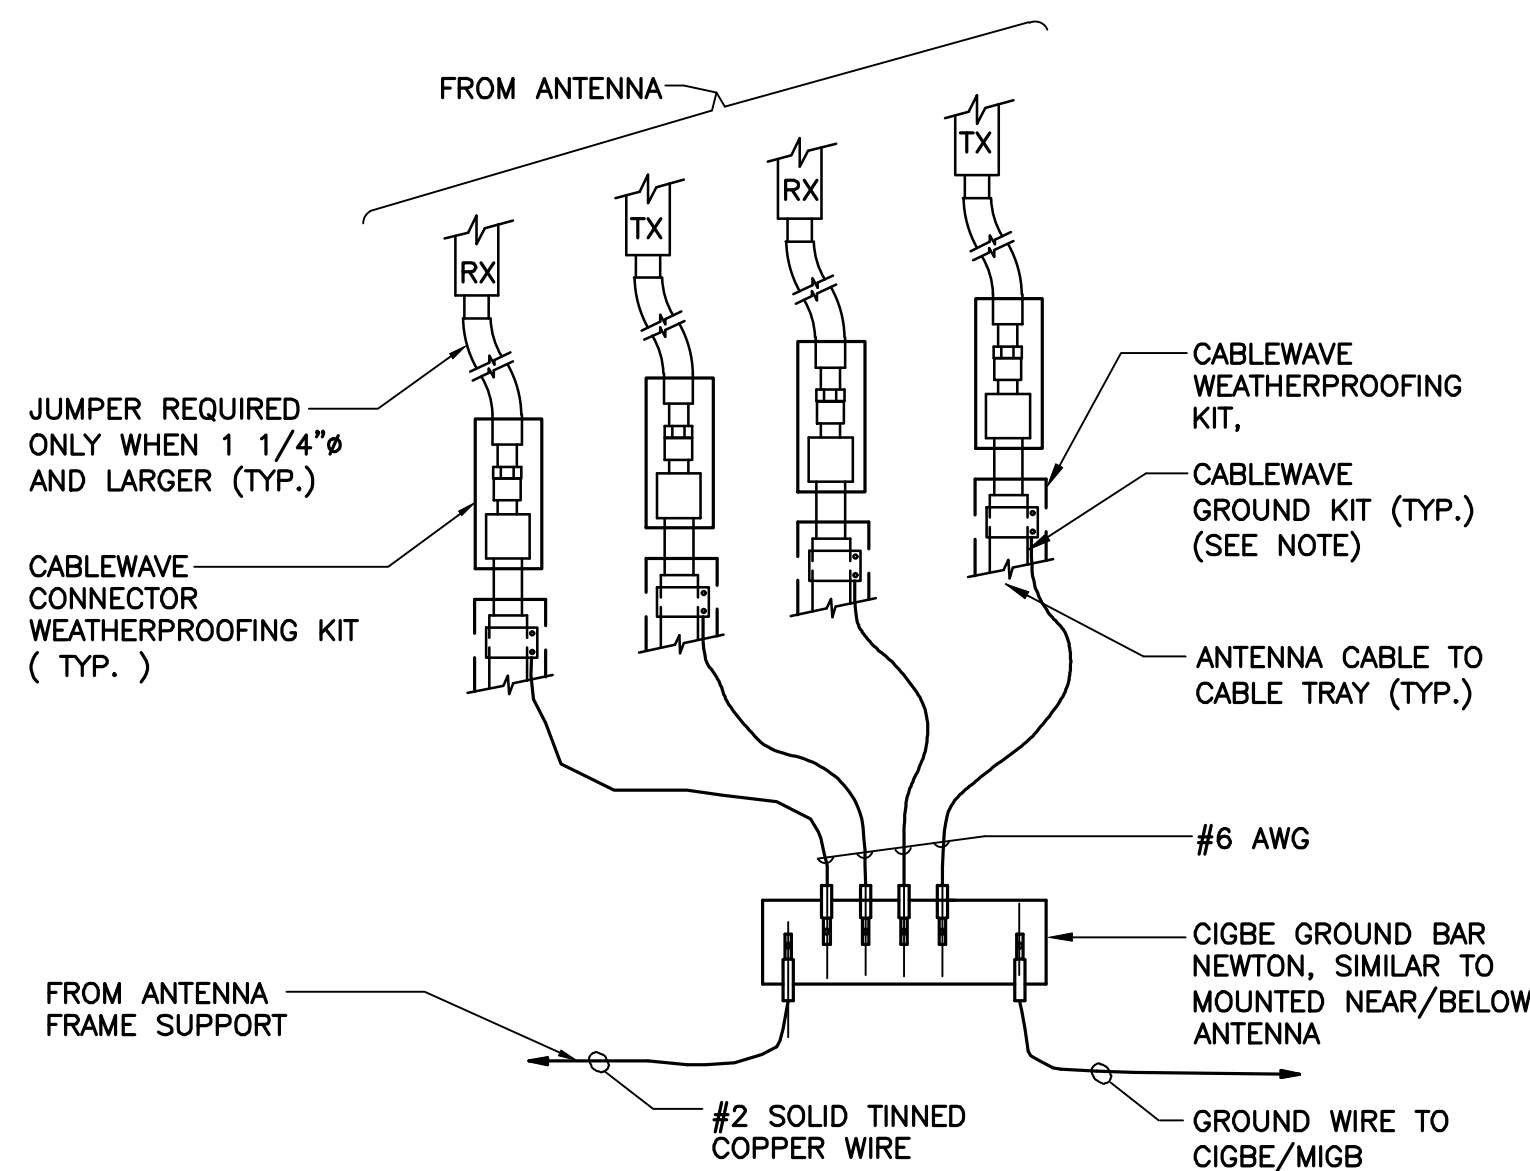 FROM ANTENNA
TX
RX
TX
RX
JUMPER REQUIRED
ONLY WHEN 1 1/4"ø
AND LARGER (TYP.)
CABLEWAVE
CONNECTOR
WEATHERPROOFING KIT
( TYP. )
CABLEWAVE
WEATHERPROOFING
KIT,
CABLEWAVE
GROUND KIT (TYP.)
(SEE NOTE)
ANTENNA CABLE TO
CABLE TRAY (TYP.)
#6 AWG
CIGBE GROUND BAR
NEWTON, SIMILAR TO
MOUNTED NEAR/BELOW
ANTENNA
FROM ANTENNA
FRAME SUPPORT
#2 SOLID TINNED
COPPER WIRE
GROUND WIRE TO
CIGBE/MIGB